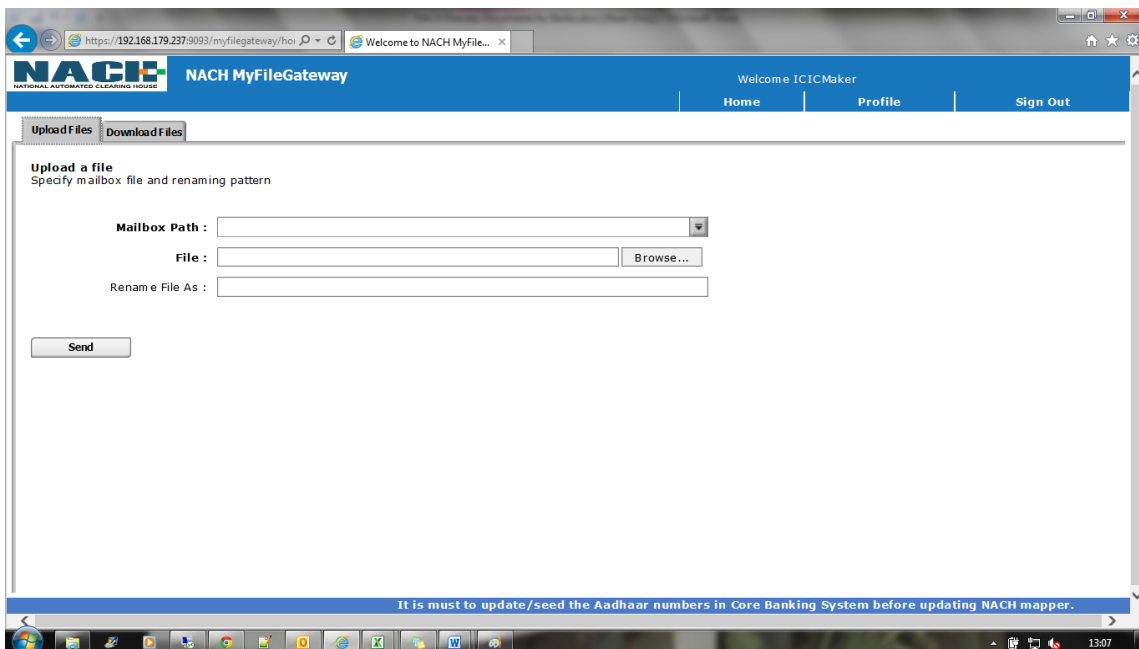 https://192.168.179.237:9093/myfilegateway/hor
Welcome to NACH MyFile...
NACH
NATIONAL AUTOMATED CLEARING HOUSE
NACH MyFileGateway
Welcome ICICMaker
Home Profile Sign Out
Upload Files Download Files
Upload a file
Specify mailbox file and renaming pattern
Mailbox Path :
File : Browse...
Rename File As :
Send
It is must to update/seed the Aadhaar numbers in Core Banking System before updating NACH mapper.
13:07